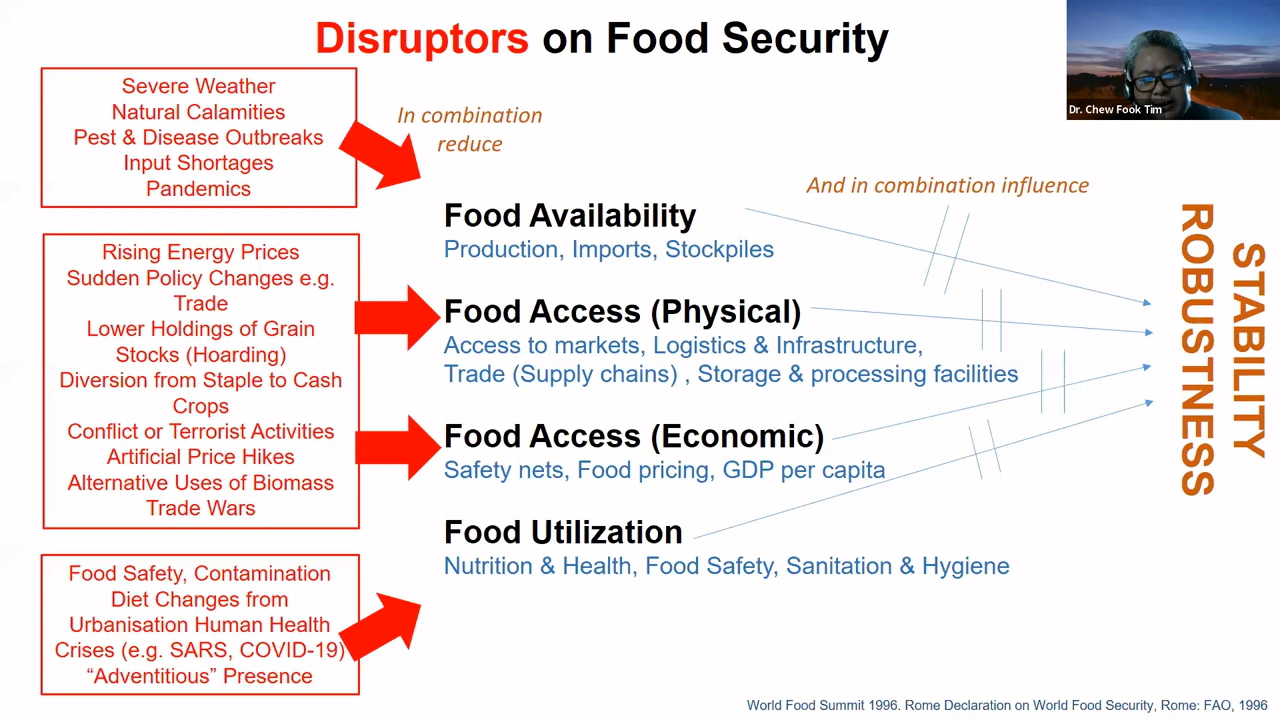 Disruptors on Food Security
Dr. Chew Fook Tim
Severe Weather
Natural Calamities
Pest & Disease Outbreaks
Input Shortages
Pandemics
In combination
reduce
And in combination influence
Rising Energy Prices
Sudden Policy Changes e.g.
Trade
Lower Holdings of Grain
Stocks (Hoarding)
Diversion from Staple to Cash
Crops
Conflict or Terrorist Activities
Artificial Price Hikes
Alternative Uses of Biomass
Trade Wars
Food Safety, Contamination
Diet Changes from
Urbanisation Human Health
Crises (e.g. SARS, COVID-19)
“Adventitious” Presence
Food Availability
Production, Imports, Stockpiles
Food Access (Physical)
Access to markets, Logistics & Infrastructure,
Trade (Supply chains) , Storage & processing facilities
Food Access (Economic)
Safety nets, Food pricing, GDP per capita
Food Utilization
Nutrition & Health, Food Safety, Sanitation & Hygiene
STABILITY
ROBUSTNESS
World Food Summit 1996. Rome Declaration on World Food Security, Rome: FAO, 1996